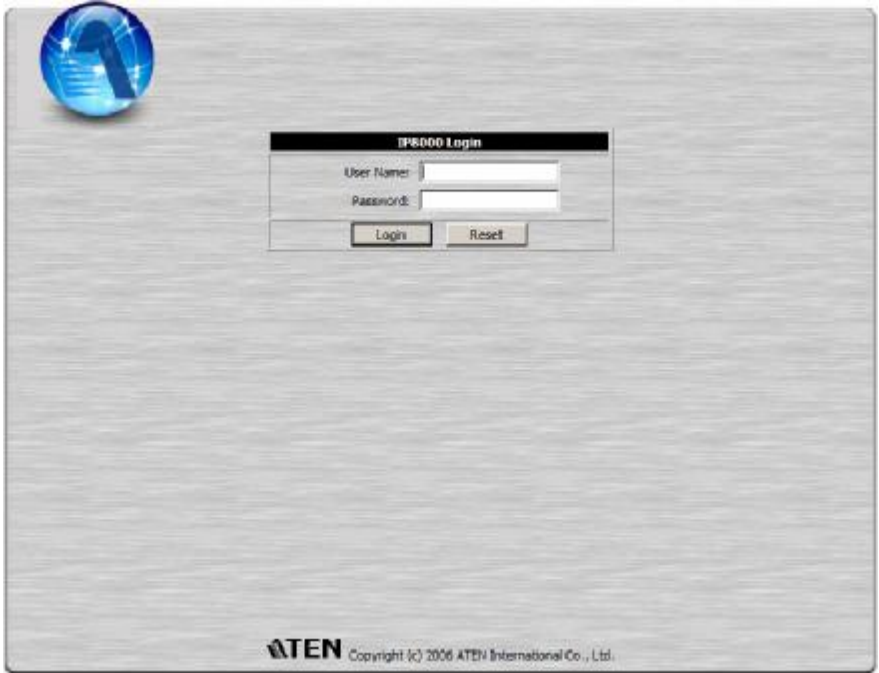 IP8000 Login
User Name:
Password:
Login Reset
ATEN Copyright (c) 2006 ATEN International Co., Ltd.